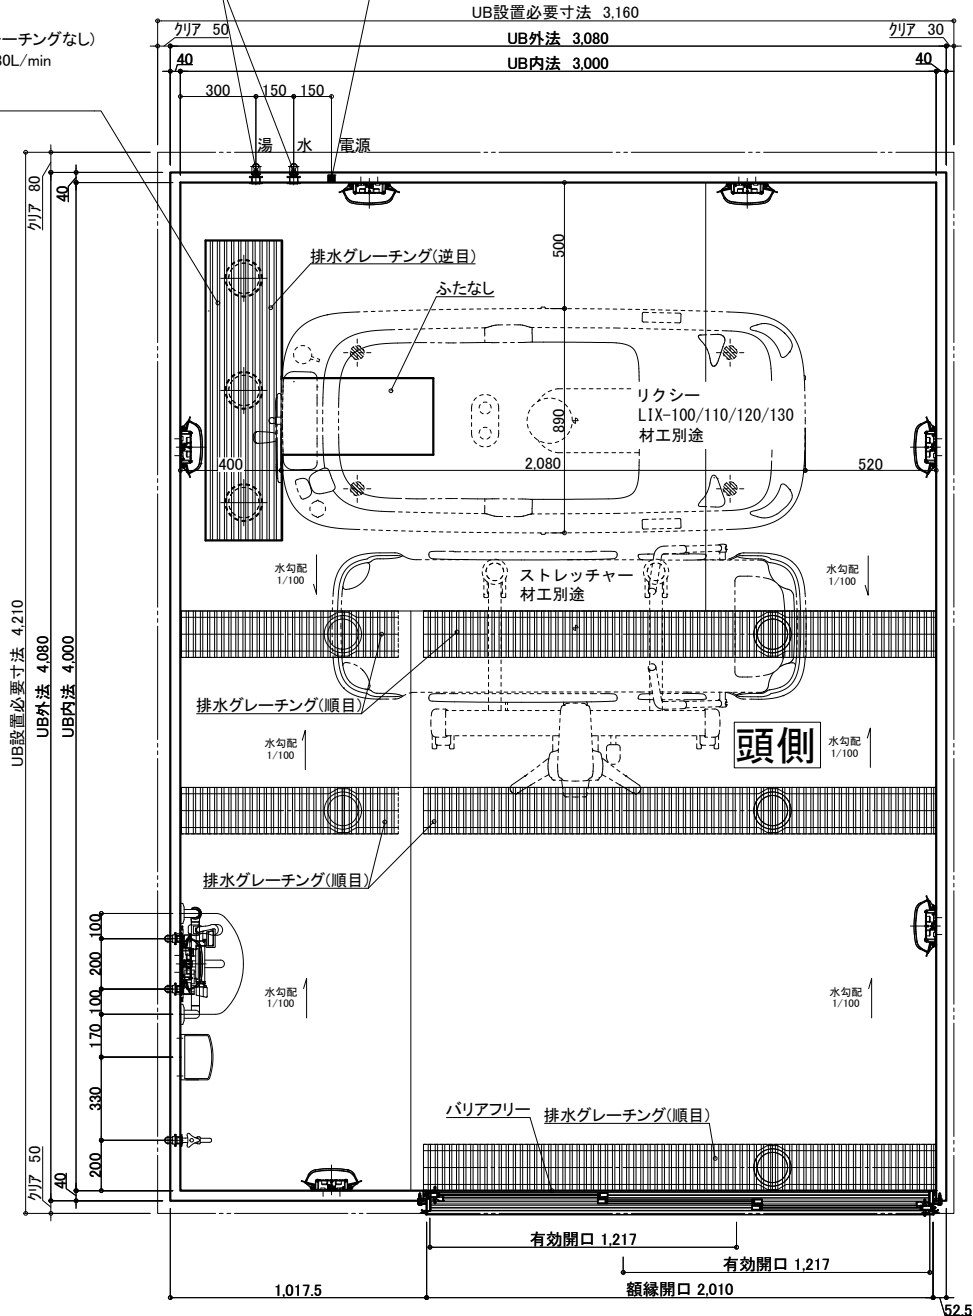 UB設置必要寸法 3,160
クリア 50
UB外法 3,080
クリア 30
ーチングなし)
30L/min
40
UB内法 3,000
40
300
150
150
湯
水
電源
クリア 80
40
500
排水グレーチング(逆目)
ふたなし
リクシー
LIX-100/110/120/130
材工別途
890
400
2,080
520
水勾配
1/100
ストレッチャー
材工別途
水勾配
1/100
UB設置必要寸法 4,210
UB外法 4,080
UB内法 4,000
排水グレーチング(順目)
水勾配
1/100
頭側
水勾配
1/100
排水グレーチング(順目)
100
200
100
170
330
200
水勾配
1/100
水勾配
1/100
バリアフリー
排水グレーチング(順目)
クリア 50
40
有効開口 1,217
有効開口 1,217
1,017.5
額縁開口 2,010
52.5